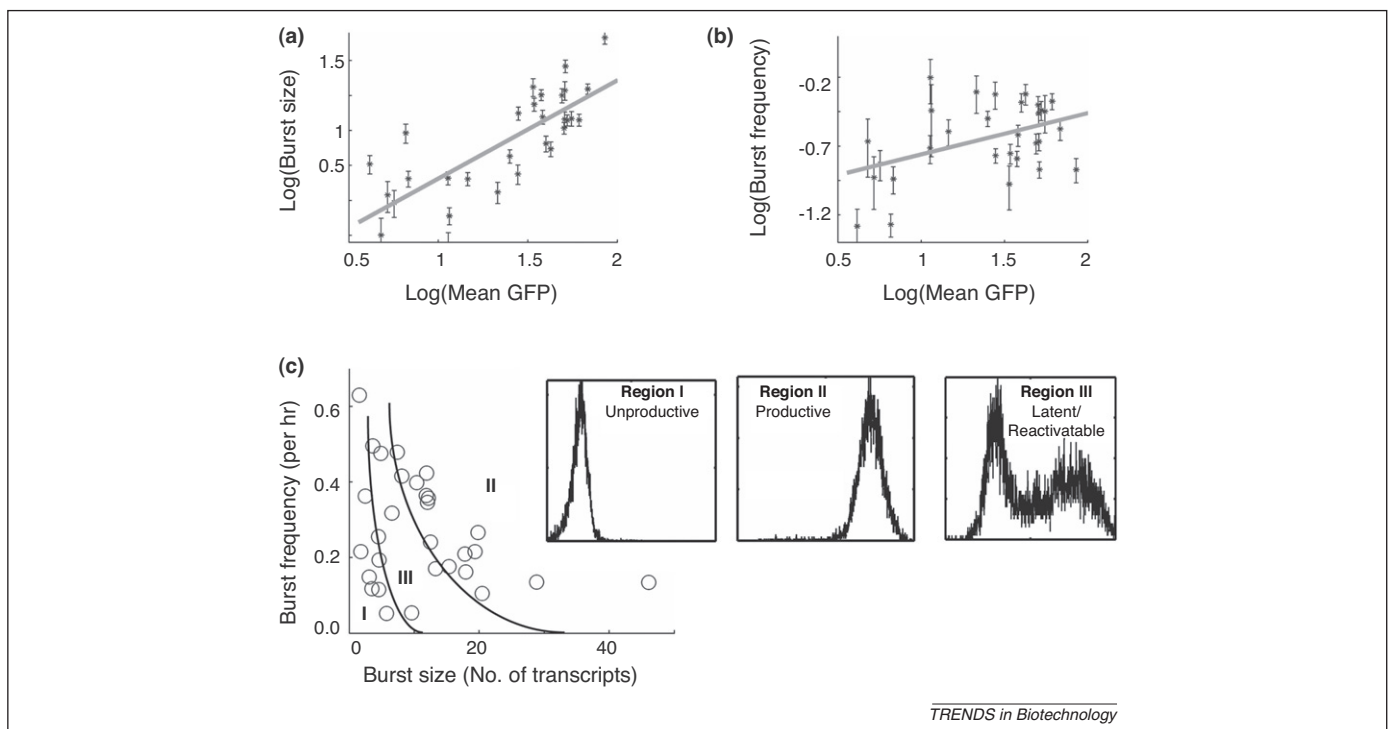 (a)
Log(Burst size)
1.5
1
0.5
0.5
1
1.5
2
Log(Mean GFP)
(b)
Log(Burst frequency)
-0.2
-0.7
-1.2
0.5
1
1.5
2
Log(Mean GFP)
(c)
Burst frequency (per hr)
0.6
0.4
0.2
0.0
I
III
II
0
20
40
Burst size (No. of transcripts)
Region I
Unproductive
Region II
Productive
Region III
Latent/
Reactivatable
TRENDS in Biotechnology